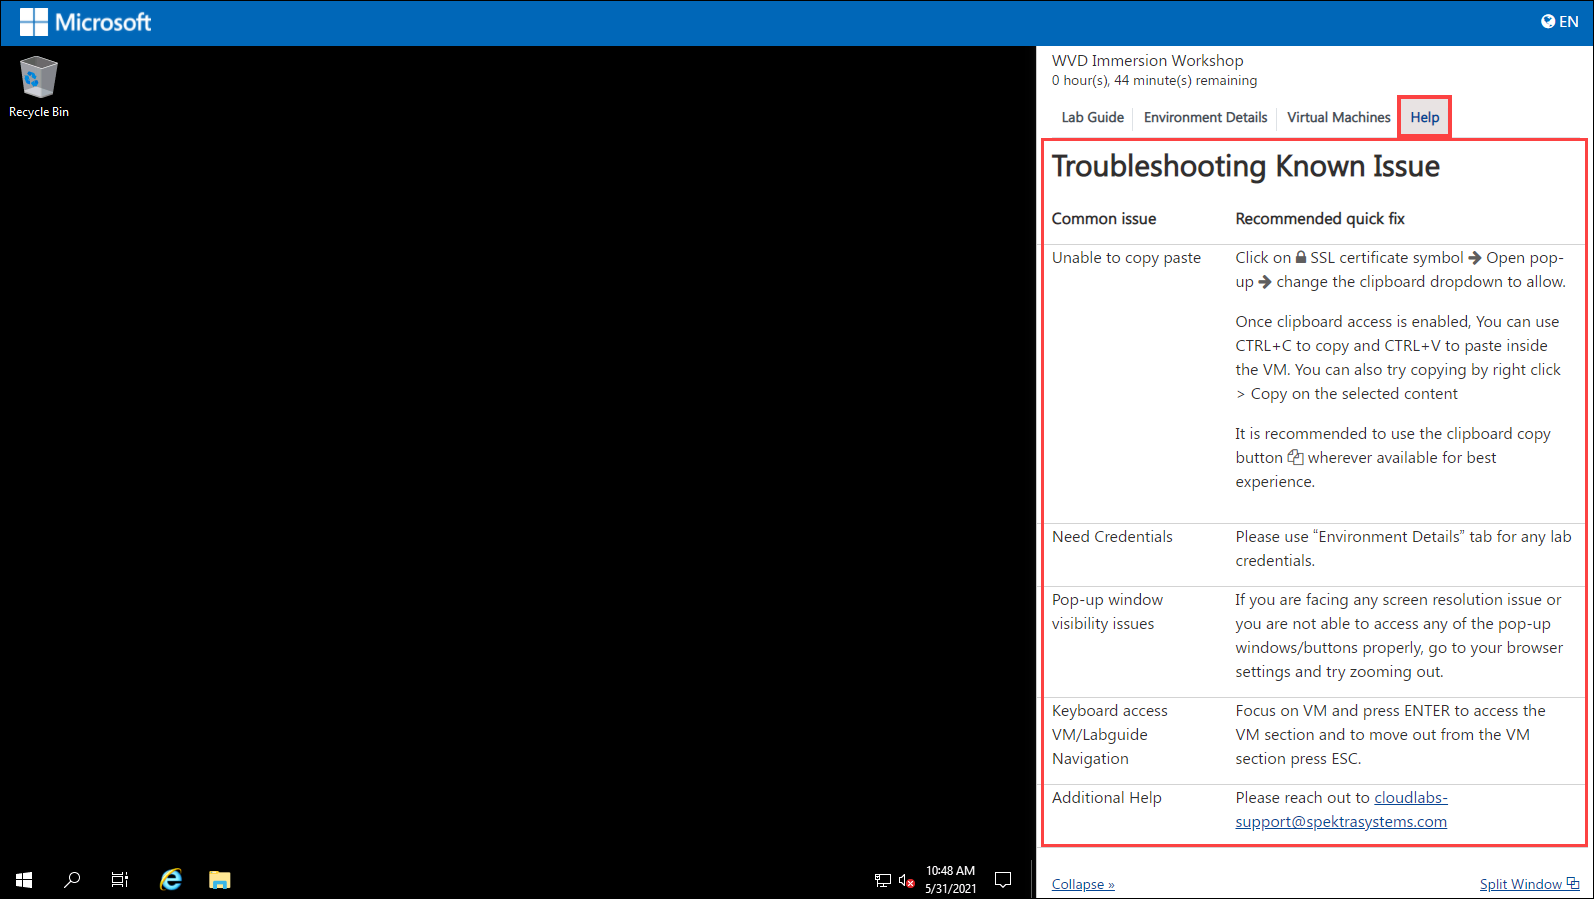 Microsoft
EN
Recycle Bin
WVD Immersion Workshop
0 hour(s), 44 minute(s) remaining
Lab Guide Environment Details Virtual Machines Help
Troubleshooting Known Issue
Common issue Recommended quick fix
Unable to copy paste
Click on SSL certificate symbol → Open pop-
up → change the clipboard dropdown to allow.
Once clipboard access is enabled, You can use
CTRL+C to copy and CTRL+V to paste inside
the VM. You can also try copying by right click
> Copy on the selected content
It is recommended to use the clipboard copy
button wherever available for best
experience.
Need Credentials
Please use “Environment Details” tab for any lab
credentials.
Pop-up window
visibility issues
If you are facing any screen resolution issue or
you are not able to access any of the pop-up
windows/buttons properly, go to your browser
settings and try zooming out.
Keyboard access
VM/Labguide
Navigation
Focus on VM and press ENTER to access the
VM section and to move out from the VM
section press ESC.
Additional Help
Please reach out to cloudlabs-
support@spektrasystems.com
10:48 AM
5/31/2021
Collapse »
Split Window